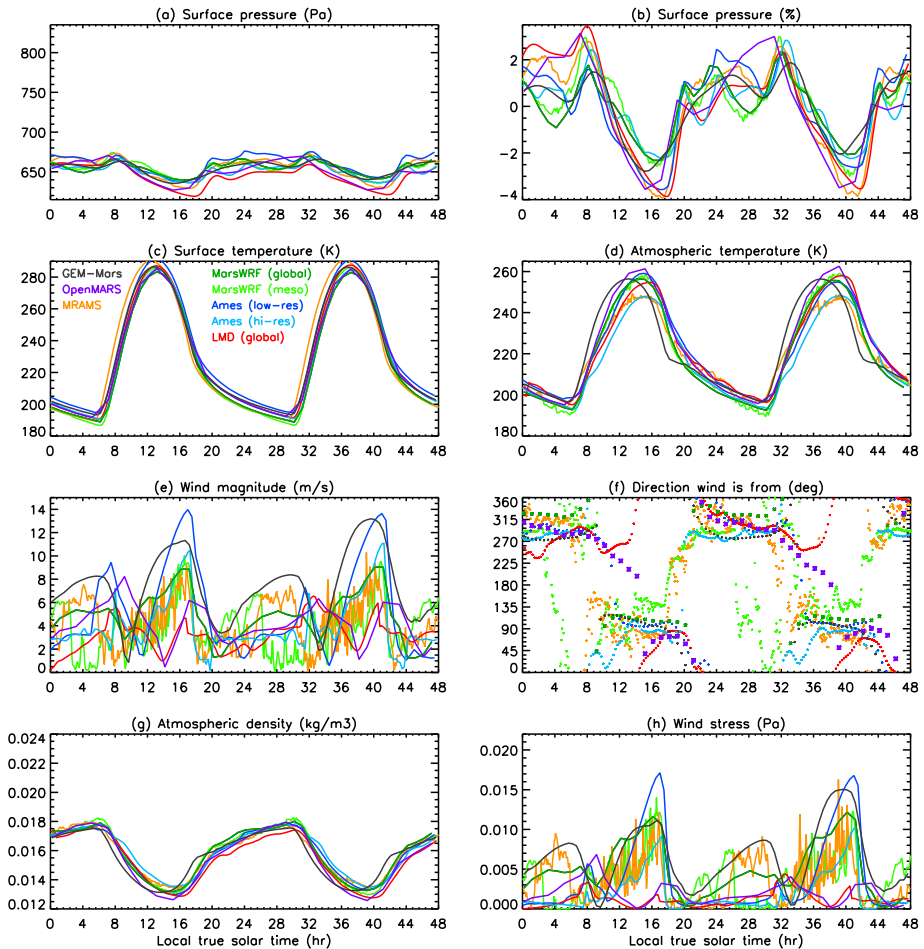 (a) Surface pressure (Pa)
800
750
700
650
0 4 8 12 16 20 24 28 32 36 40 44 48
(b) Surface pressure (%)
2
0
−2
−4
0 4 8 12 16 20 24 28 32 36 40 44 48
(c) Surface temperature (K)
GEM−Mars
OpenMARS
MRAMS
MarsWRF (global)
MarsWRF (meso)
Ames (low−res)
Ames (hi−res)
LMD (global)
280
260
240
220
200
180
0 4 8 12 16 20 24 28 32 36 40 44 48
(d) Atmospheric temperature (K)
260
240
220
200
180
0 4 8 12 16 20 24 28 32 36 40 44 48
(e) Wind magnitude (m/s)
14
12
10
8
6
4
2
0
0 4 8 12 16 20 24 28 32 36 40 44 48
(f) Direction wind is from (deg)
360
315
270
225
180
135
90
45
0
0 4 8 12 16 20 24 28 32 36 40 44 48
(g) Atmospheric density (kg/m3)
0.024
0.022
0.020
0.018
0.016
0.014
0.012
0 4 8 12 16 20 24 28 32 36 40 44 48
Local true solar time (hr)
(h) Wind stress (Pa)
0.020
0.015
0.010
0.005
0.000
0 4 8 12 16 20 24 28 32 36 40 44 48
Local true solar time (hr)